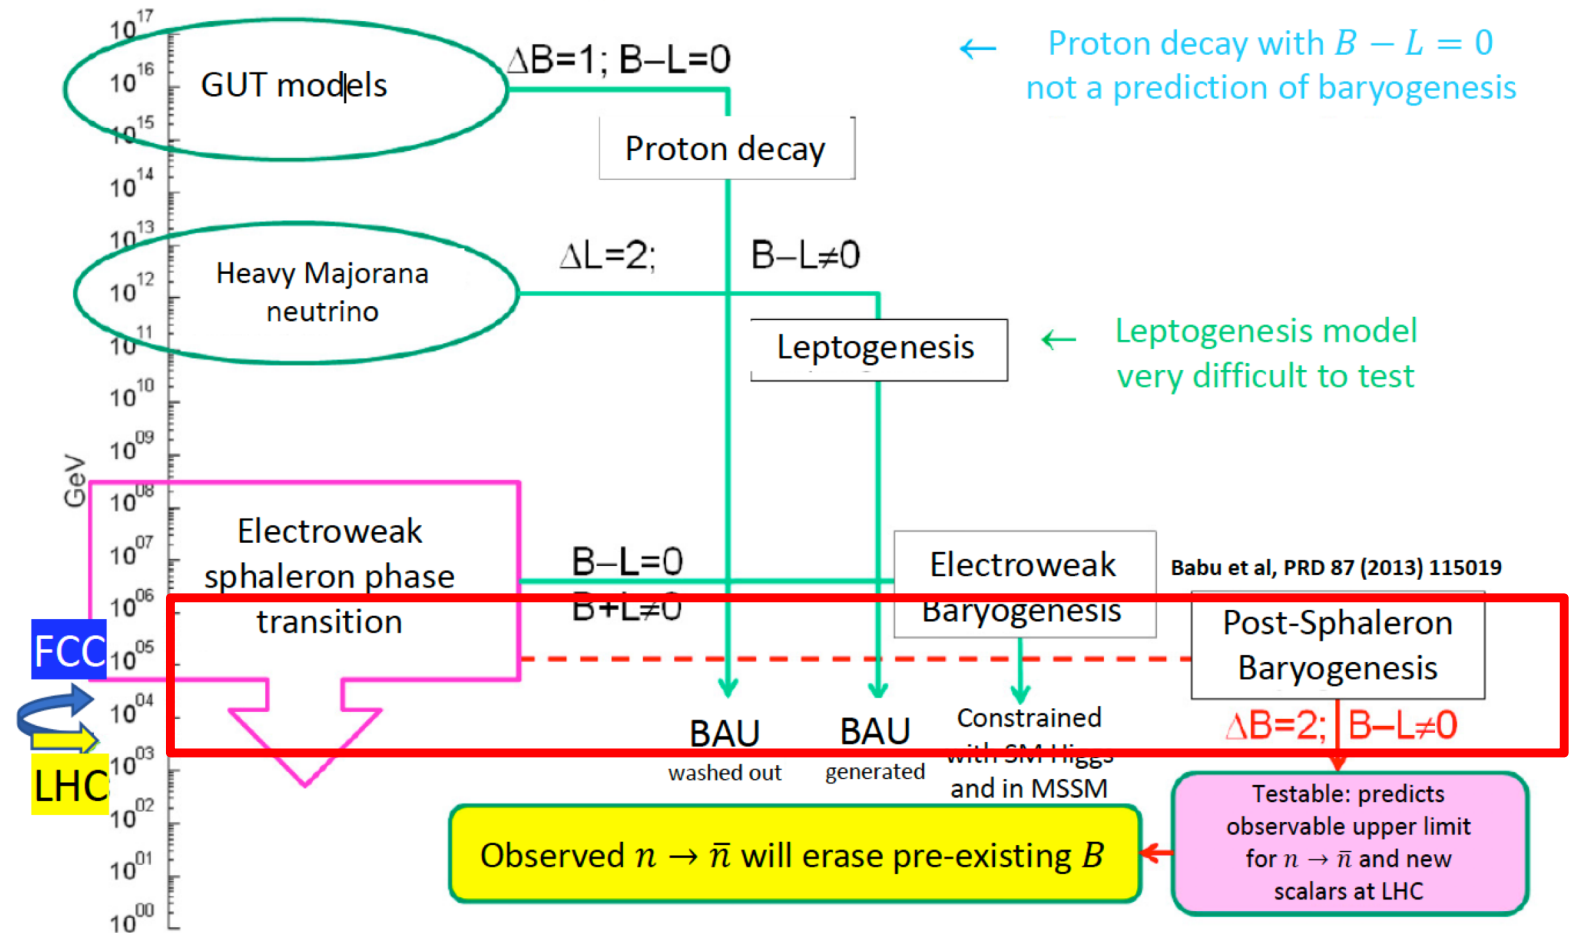 10^17
10^16
10^15
10^14
10^13
10^12
10^11
10^10
10^09
10^08
10^07
10^06
10^05
10^04
10^03
10^02
10^01
10^00
GeV
GUT models
ΔB=1; B−L=0
← Proton decay with B − L = 0
not a prediction of baryogenesis
Proton decay
Heavy Majorana
neutrino
ΔL=2; B−L≠0
Leptogenesis
← Leptogenesis model
very difficult to test
Electroweak
sphaleron phase
transition
B−L=0
B+L≠0
Electroweak
Baryogenesis
Babu et al, PRD 87 (2013) 115019
Post-Sphaleron
Baryogenesis
FCC
LHC
BAU
washed out
BAU
generated
Constrained
with SM Higgs
and in MSSM
ΔB=2; B−L≠0
Testable: predicts
observable upper limit
for n → n̄ and new
scalars at LHC
Observed n → n̄ will erase pre-existing B